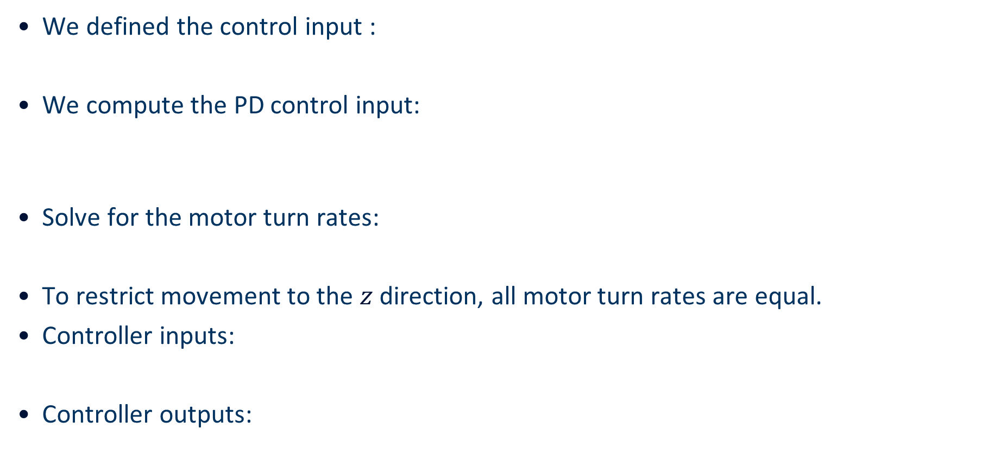 • We defined the control input :
• We compute the PD control input:
• Solve for the motor turn rates:
• To restrict movement to the 𝑧 direction, all motor turn rates are equal.
• Controller inputs:
• Controller outputs: